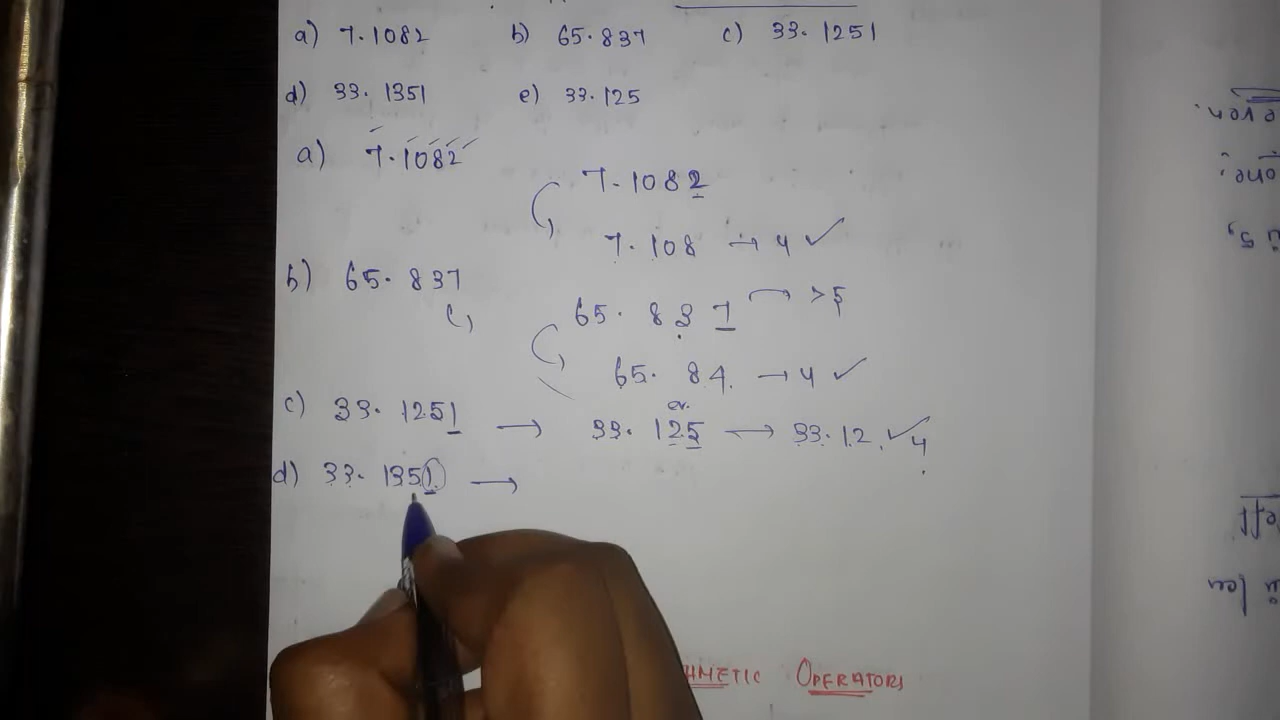 a) 7.1082 b) 65.837 c) 33.1251
d) 33.1351 e) 33.125
a) 7.1082
7.1082
7.108 → 4 ✓
b) 65.837
65.837 → >5
65.84. → 4 ✓
c) 33.1251 → 33.125 → 33.12. ✓ 4
d) 33.1351 →
HMETIC OPERATORS